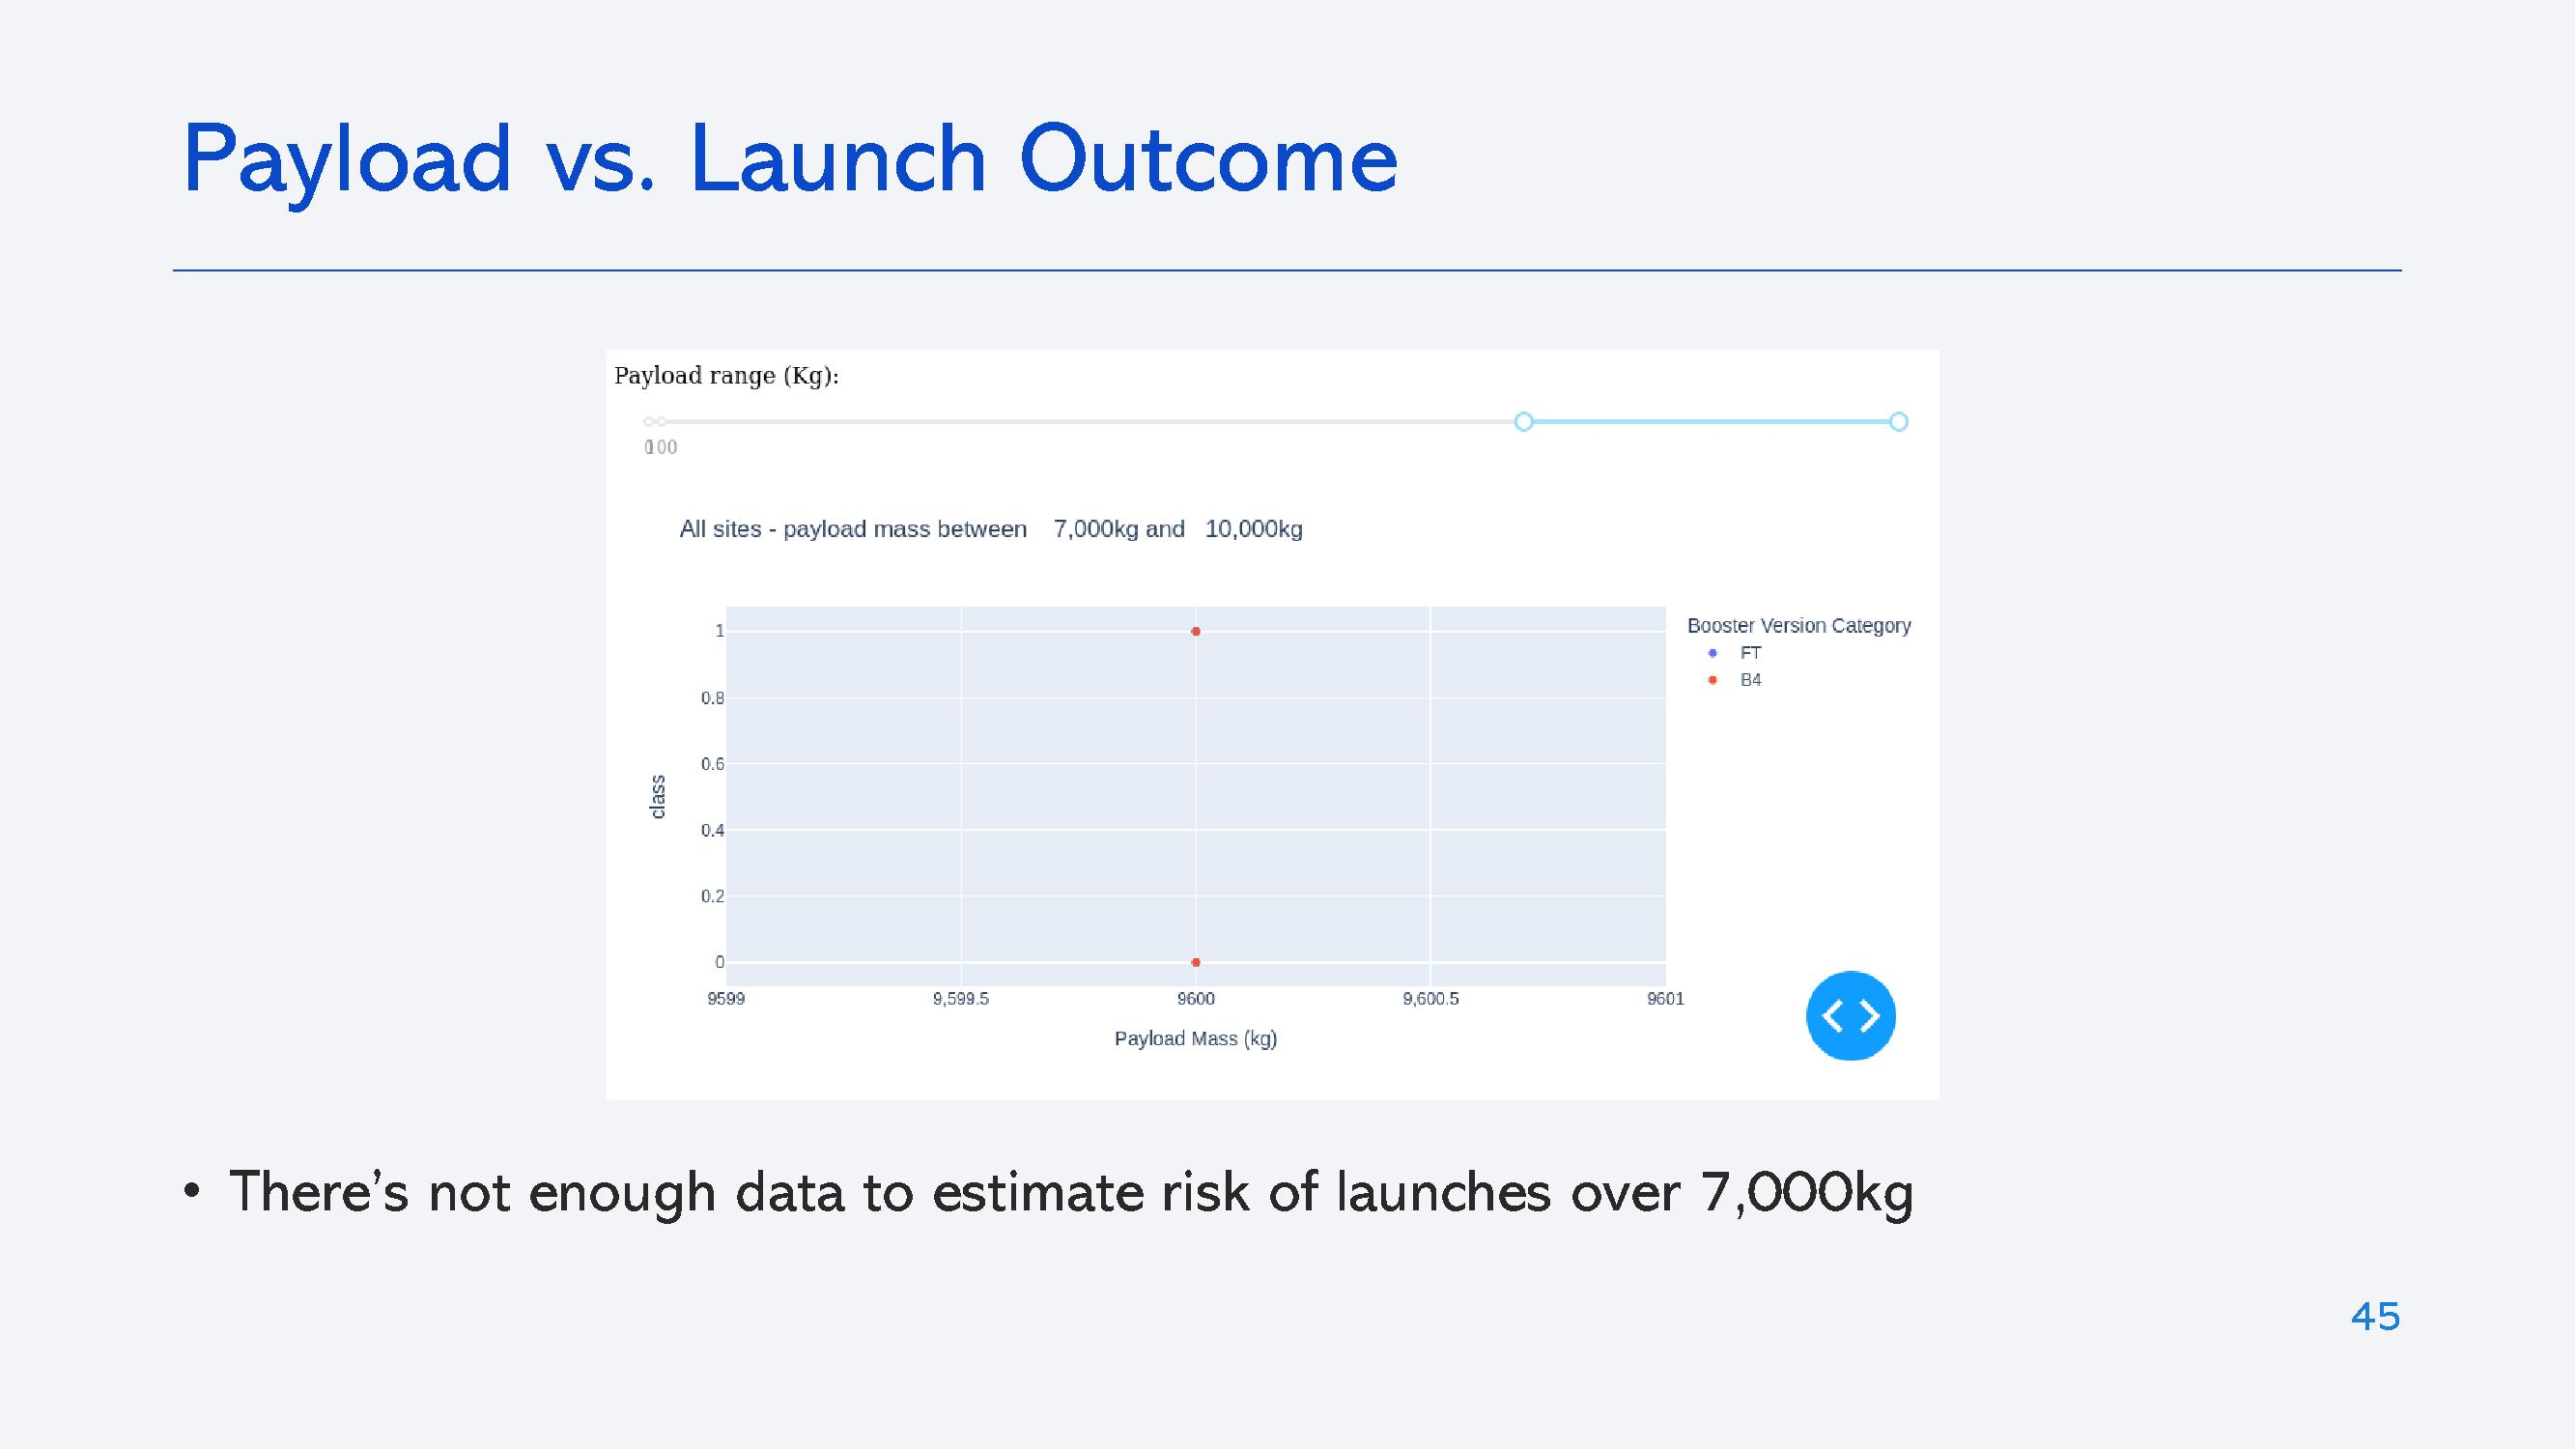 Payload vs. Launch Outcome
Payload range (Kg):
0 100
All sites - payload mass between 7,000kg and 10,000kg
Booster Version Category
FT
B4
1
0.8
0.6
0.4
0.2
0
class
9599 9,599.5 9600 9,600.5 9601
Payload Mass (kg)
• There’s not enough data to estimate risk of launches over 7,000kg
45